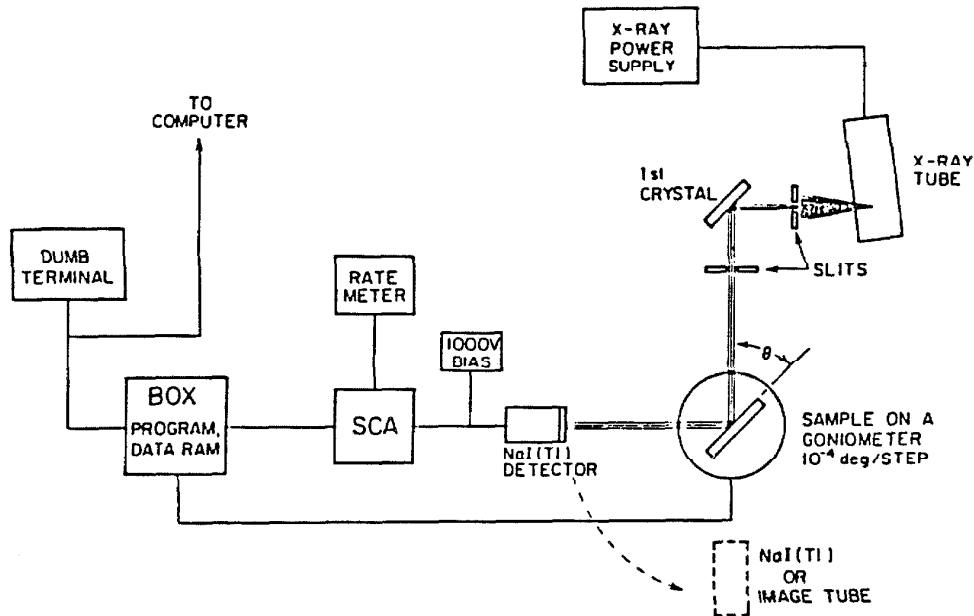 X-RAY
POWER
SUPPLY
TO
COMPUTER
X-RAY
TUBE
1st
CRYSTAL
DUMB
TERMINAL
SLITS
RATE
METER
1000V
DIAS
θ
BOX
PROGRAM,
DATA RAM
SCA
NaI(Tl)
DETECTOR
SAMPLE ON A
GONIOMETER
10⁻⁴ deg/STEP
NaI(Tl)
OR
IMAGE TUBE